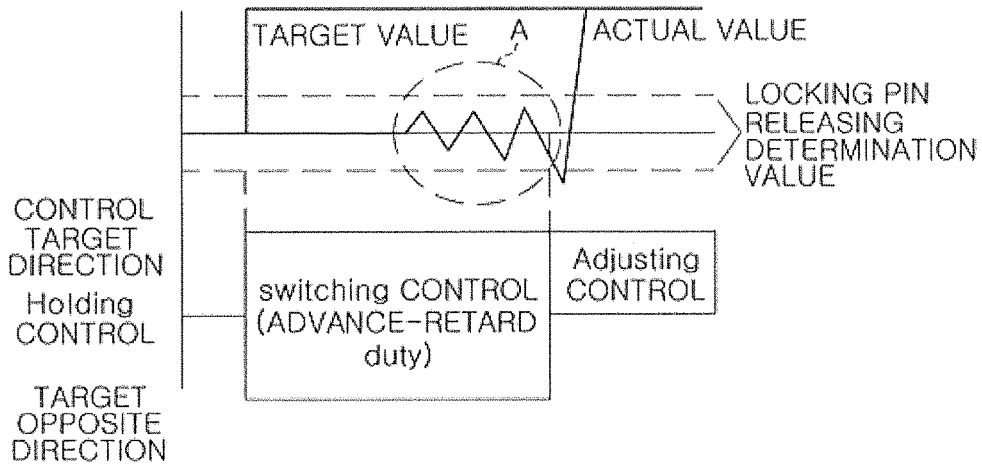 TARGET VALUE
A
ACTUAL VALUE
LOCKING PIN
RELEASING
DETERMINATION
VALUE
CONTROL
TARGET
DIRECTION
Holding
CONTROL
TARGET
OPPOSITE
DIRECTION
switching CONTROL
(ADVANCE-RETARD
duty)
Adjusting
CONTROL